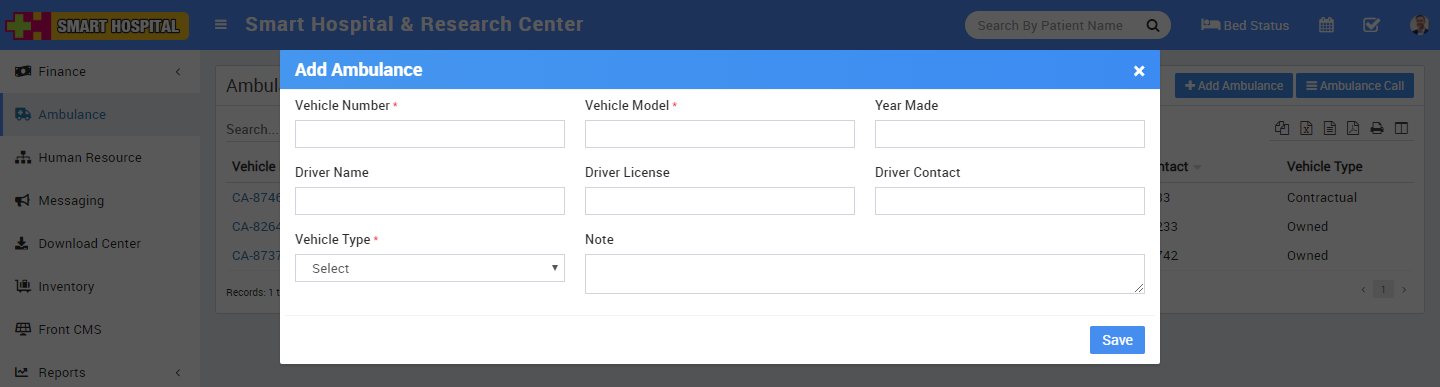 SMART HOSPITAL
Smart Hospital & Research Center
Search By Patient Name
Bed Status
Finance
Ambulance
Human Resource
Messaging
Download Center
Inventory
Front CMS
Reports
Ambul
+ Add Ambulance
Ambulance Call
Search...
Vehicle
ntact
Vehicle Type
CA-8746
33
Contractual
CA-8264
233
Owned
CA-8737
742
Owned
Records: 1 t
1
Add Ambulance
×
Vehicle Number *
Vehicle Model *
Year Made
Driver Name
Driver License
Driver Contact
Vehicle Type *
Note
Select
Save